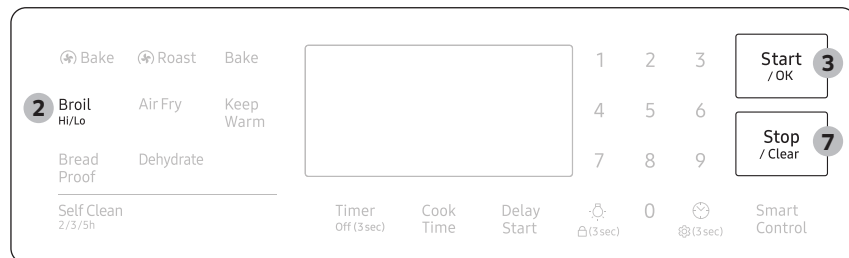 Bake Roast Bake 1 2 3 Start 3
/ OK
2 Broil Air Fry Keep 4 5 6
Hi/Lo Warm
Stop 7
/ Clear
Bread Dehydrate 7 8 9
Proof
Self Clean Timer Cook Delay 0 Smart
2/3/5h Off (3 sec) Time Start (3 sec) (3 sec) Control